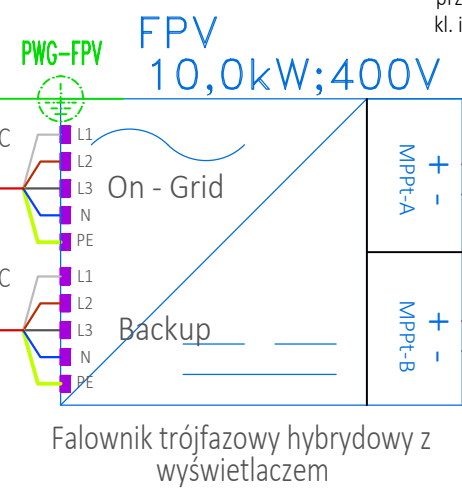 prz
kl. i
FPV
PWG-FPV
10,0kW;400V
C
L1
L2
L3
On - Grid
N
PE
MPPt-A
+
-
C
L1
L2
L3
Backup
N
PE
MPPt-B
+
-
Falownik trójfazowy hybrydowy z
wyświetlaczem